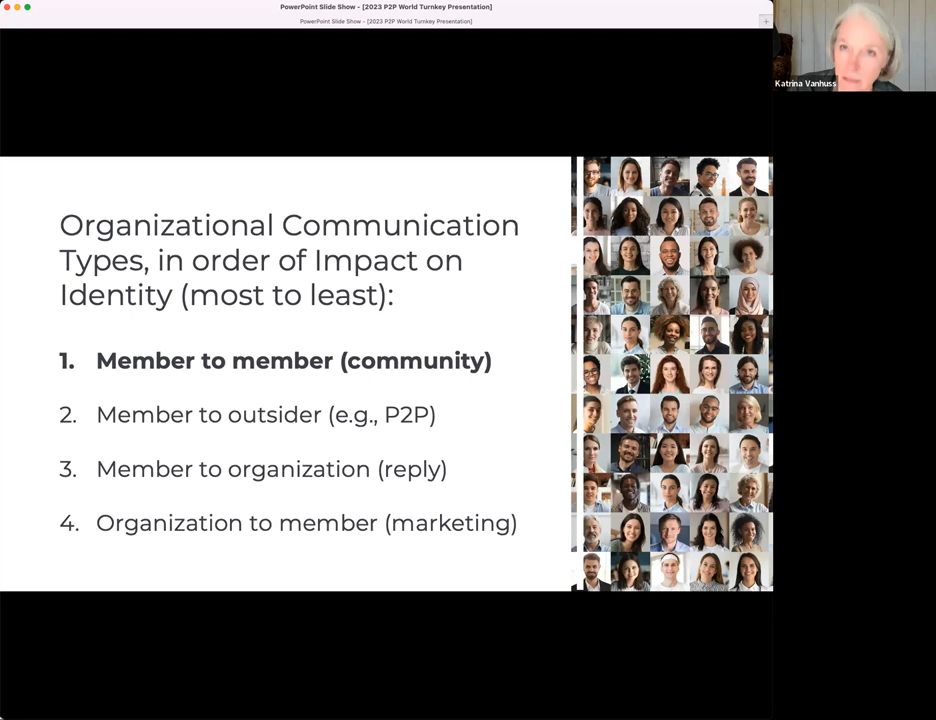 PowerPoint Slide Show - [2023 P2P World Turnkey Presentation]
PowerPoint Slide Show - [2023 P2P World Turnkey Presentation]
+
Katrina Vanhuss
Organizational Communication
Types, in order of Impact on
Identity (most to least):
1. Member to member (community)
2. Member to outsider (e.g., P2P)
3. Member to organization (reply)
4. Organization to member (marketing)